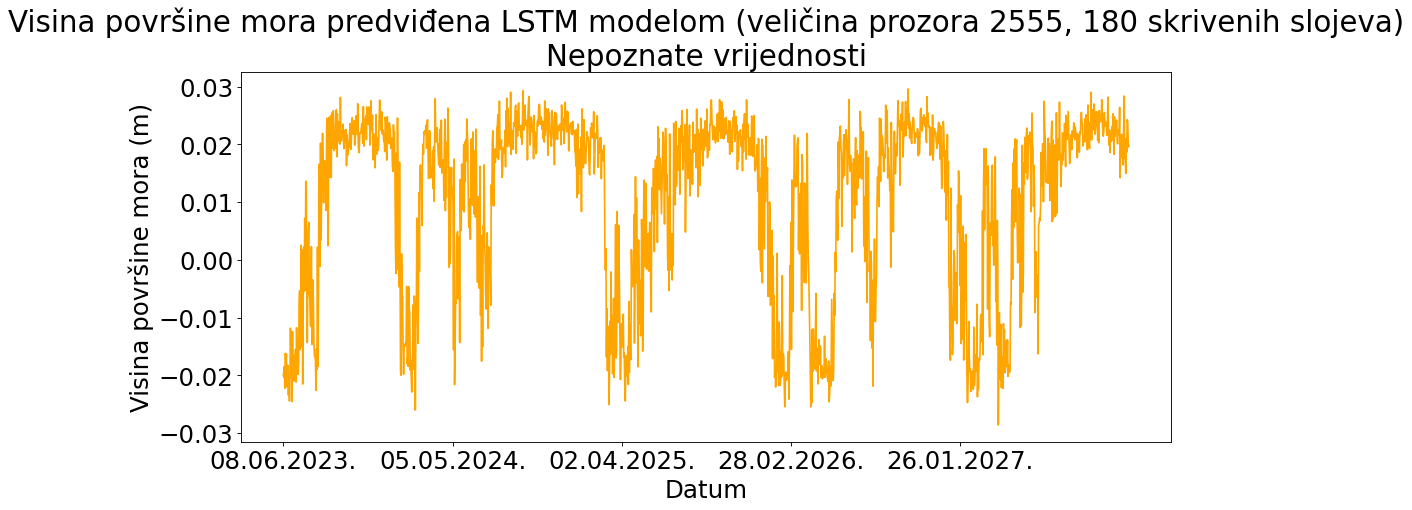 Visina površine mora predviđena LSTM modelom (veličina prozora 2555, 180 skrivenih slojeva)
Nepoznate vrijednosti
Visina površine mora (m)
0.03
0.02
0.01
0.00
−0.01
−0.02
−0.03
08.06.2023. 05.05.2024. 02.04.2025. 28.02.2026. 26.01.2027.
Datum